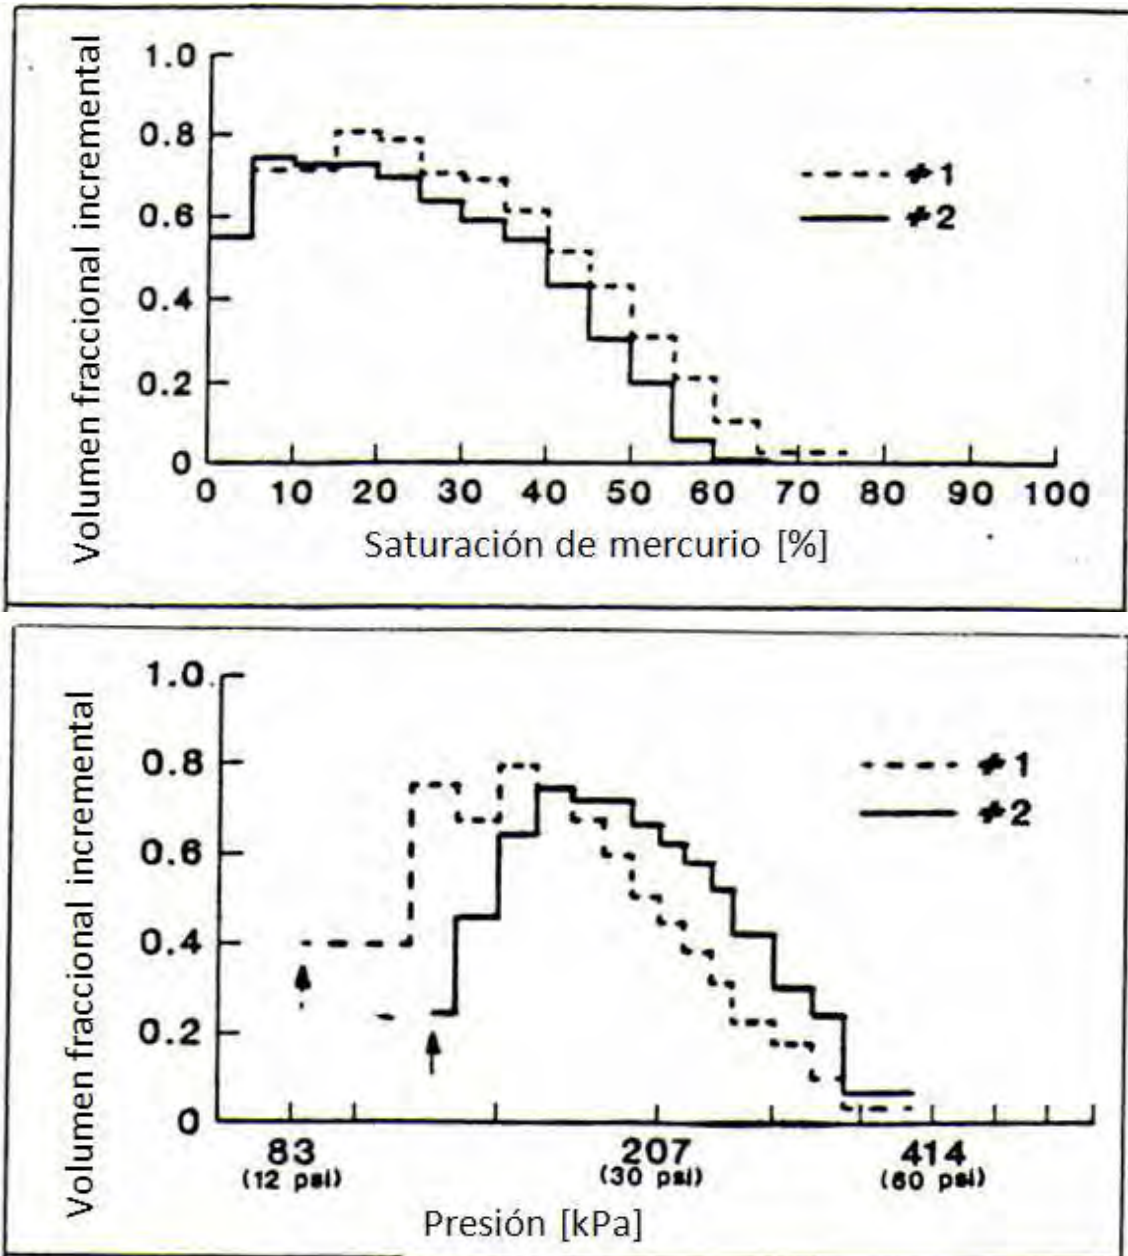 Volumen fraccional incremental
1.0
0.8
0.6
0.4
0.2
0
0 10 20 30 40 50 60 70 80 90 100
Saturación de mercurio [%]
≠1
≠2
Volumen fraccional incremental
1.0
0.8
0.6
0.4
0.2
0
83 207 414
(12 psi) (30 psi) (60 psi)
Presión [kPa]
≠1
≠2